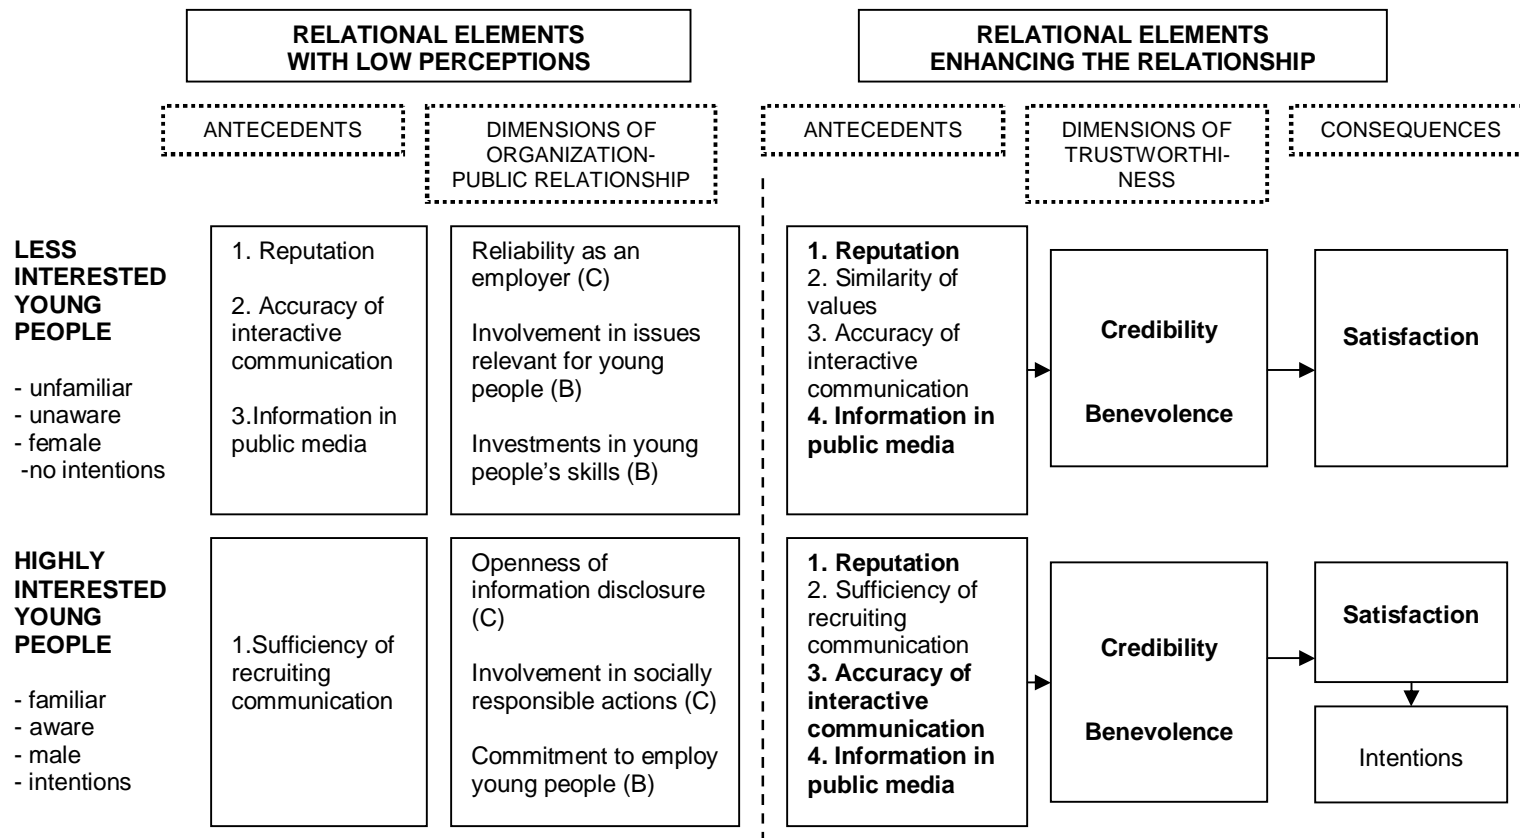 RELATIONAL ELEMENTS
WITH LOW PERCEPTIONS
RELATIONAL ELEMENTS
ENHANCING THE RELATIONSHIP
ANTECEDENTS
DIMENSIONS OF
ORGANIZATION-
PUBLIC RELATIONSHIP
ANTECEDENTS
DIMENSIONS OF
TRUSTWORTHI-
NESS
CONSEQUENCES
LESS
INTERESTED
YOUNG
PEOPLE
- unfamiliar
- unaware
- female
-no intentions
1. Reputation
2. Accuracy of
interactive
communication
3.Information in
public media
Reliability as an
employer (C)
Involvement in issues
relevant for young
people (B)
Investments in young
people’s skills (B)
1. Reputation
2. Similarity of
values
3. Accuracy of
interactive
communication
4. Information in
public media
Credibility
Benevolence
Satisfaction
HIGHLY
INTERESTED
YOUNG
PEOPLE
- familiar
- aware
- male
- intentions
1.Sufficiency of
recruiting
communication
Openness of
information disclosure
(C)
Involvement in socially
responsible actions (C)
Commitment to employ
young people (B)
1. Reputation
2. Sufficiency of
recruiting
communication
3. Accuracy of
interactive
communication
4. Information in
public media
Credibility
Benevolence
Satisfaction
Intentions